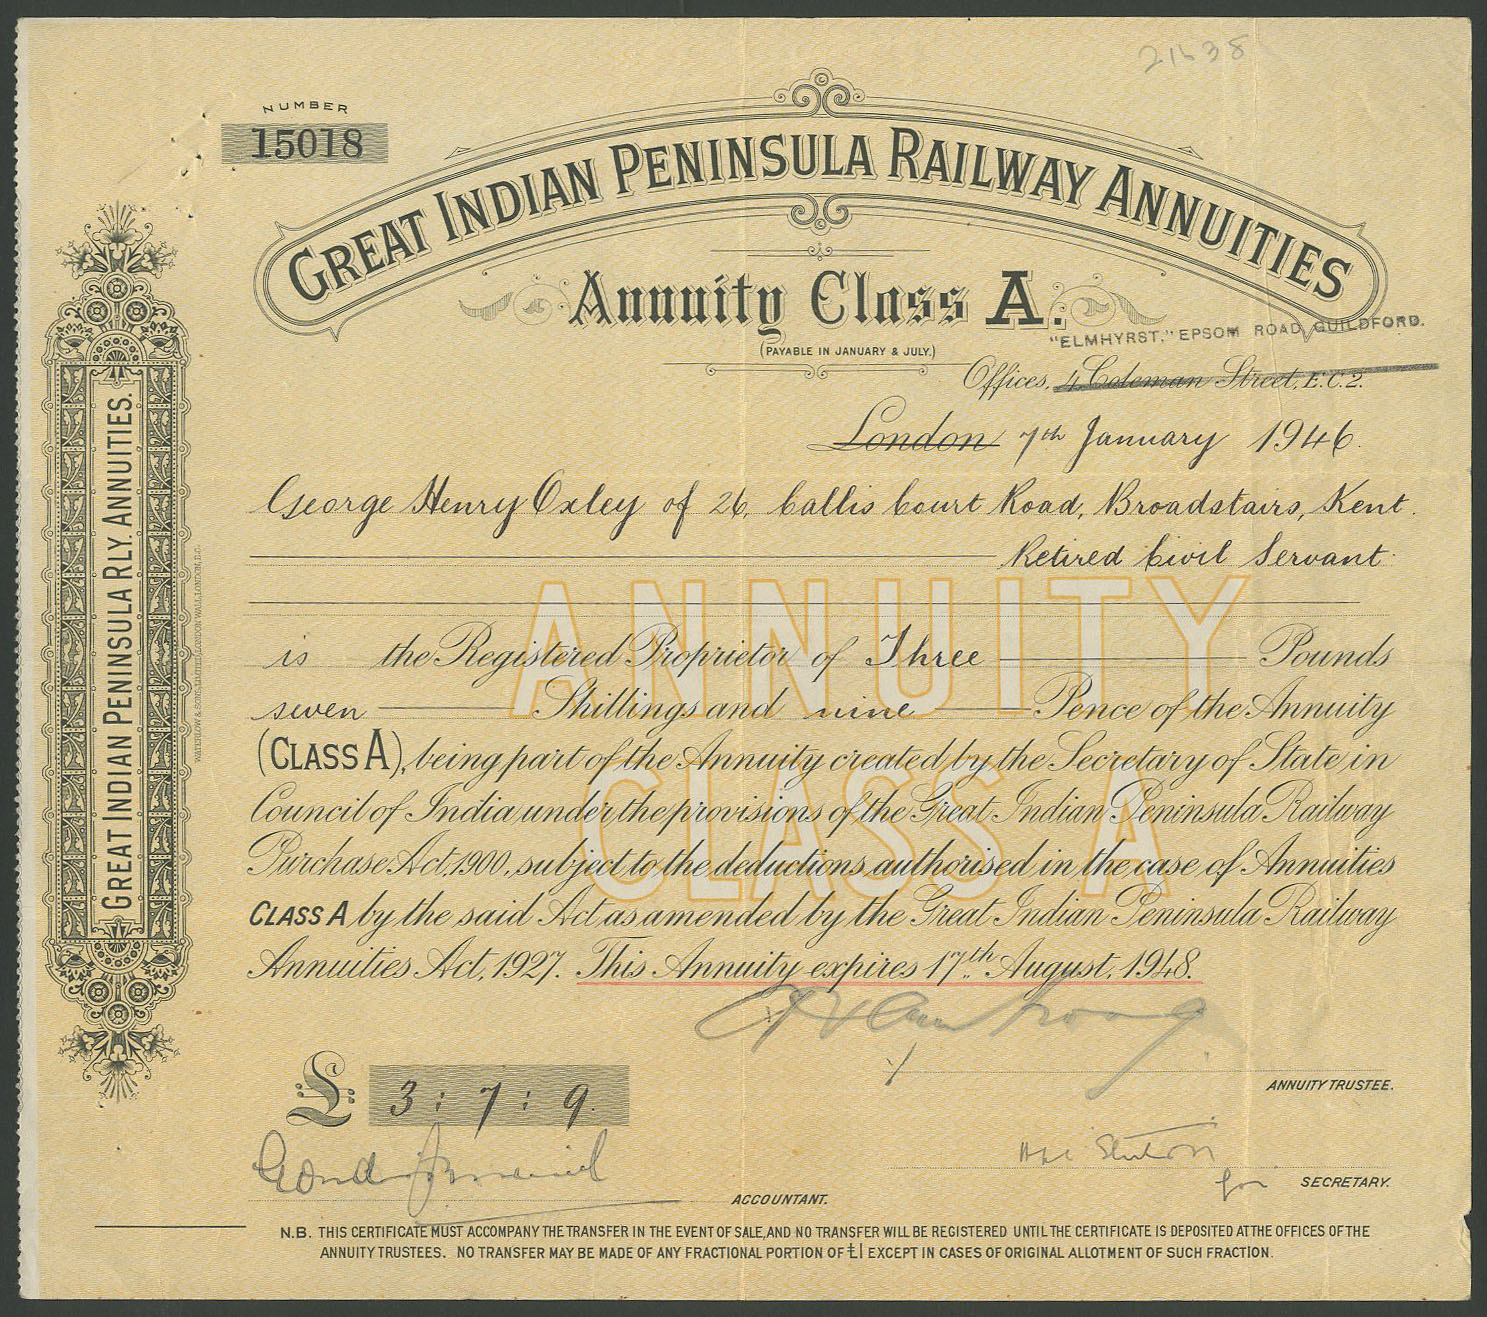 21638
NUMBER
15018
GREAT INDIAN PENINSULA RAILWAY ANNUITIES
Annuity Class A.
(PAYABLE IN JANUARY & JULY.)
"ELMHYRST," EPSOM ROAD, GUILDFORD.
Offices, 4 Coleman Street, E.C.2.
London 7th January 1946.
George Henry Oxley of 26, Callis Court Road, Broadstairs, Kent.
Retired Civil Servant
is the Registered Proprietor of Three Pounds
seven Shillings and nine Pence of the Annuity
(CLASS A), being part of the Annuity created by the Secretary of State in
Council of India under the provisions of the Great Indian Peninsula Railway
Purchase Act, 1900, subject to the deductions authorised in the case of Annuities
CLASS A by the said Act as amended by the Great Indian Peninsula Railway
Annuities Act, 1927. This Annuity expires 17th August, 1948.
ANNUITY
CLASS A
ANNUITY TRUSTEE.
£ 3 : 7 : 9.
ACCOUNTANT.
for SECRETARY.
N.B. THIS CERTIFICATE MUST ACCOMPANY THE TRANSFER IN THE EVENT OF SALE, AND NO TRANSFER WILL BE REGISTERED UNTIL THE CERTIFICATE IS DEPOSITED AT THE OFFICES OF THE
ANNUITY TRUSTEES. NO TRANSFER MAY BE MADE OF ANY FRACTIONAL PORTION OF £1 EXCEPT IN CASES OF ORIGINAL ALLOTMENT OF SUCH FRACTION.
GREAT INDIAN PENINSULA RLY. ANNUITIES.
WATERLOW & SONS LIMITED, LONDON WALL, LONDON, E.C.